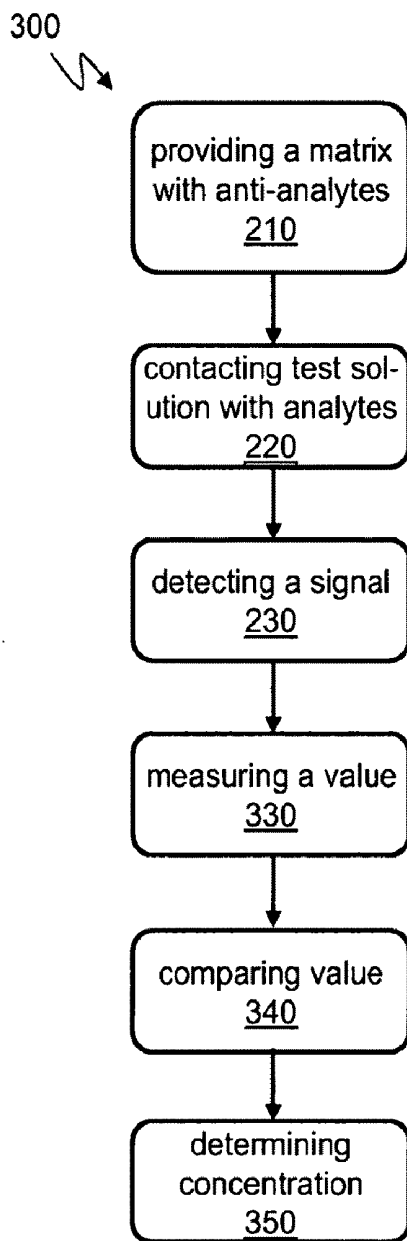 300
providing a matrix
with anti-analytes
210
contacting test sol-
ution with analytes
220
detecting a signal
230
measuring a value
330
comparing value
340
determining
concentration
350